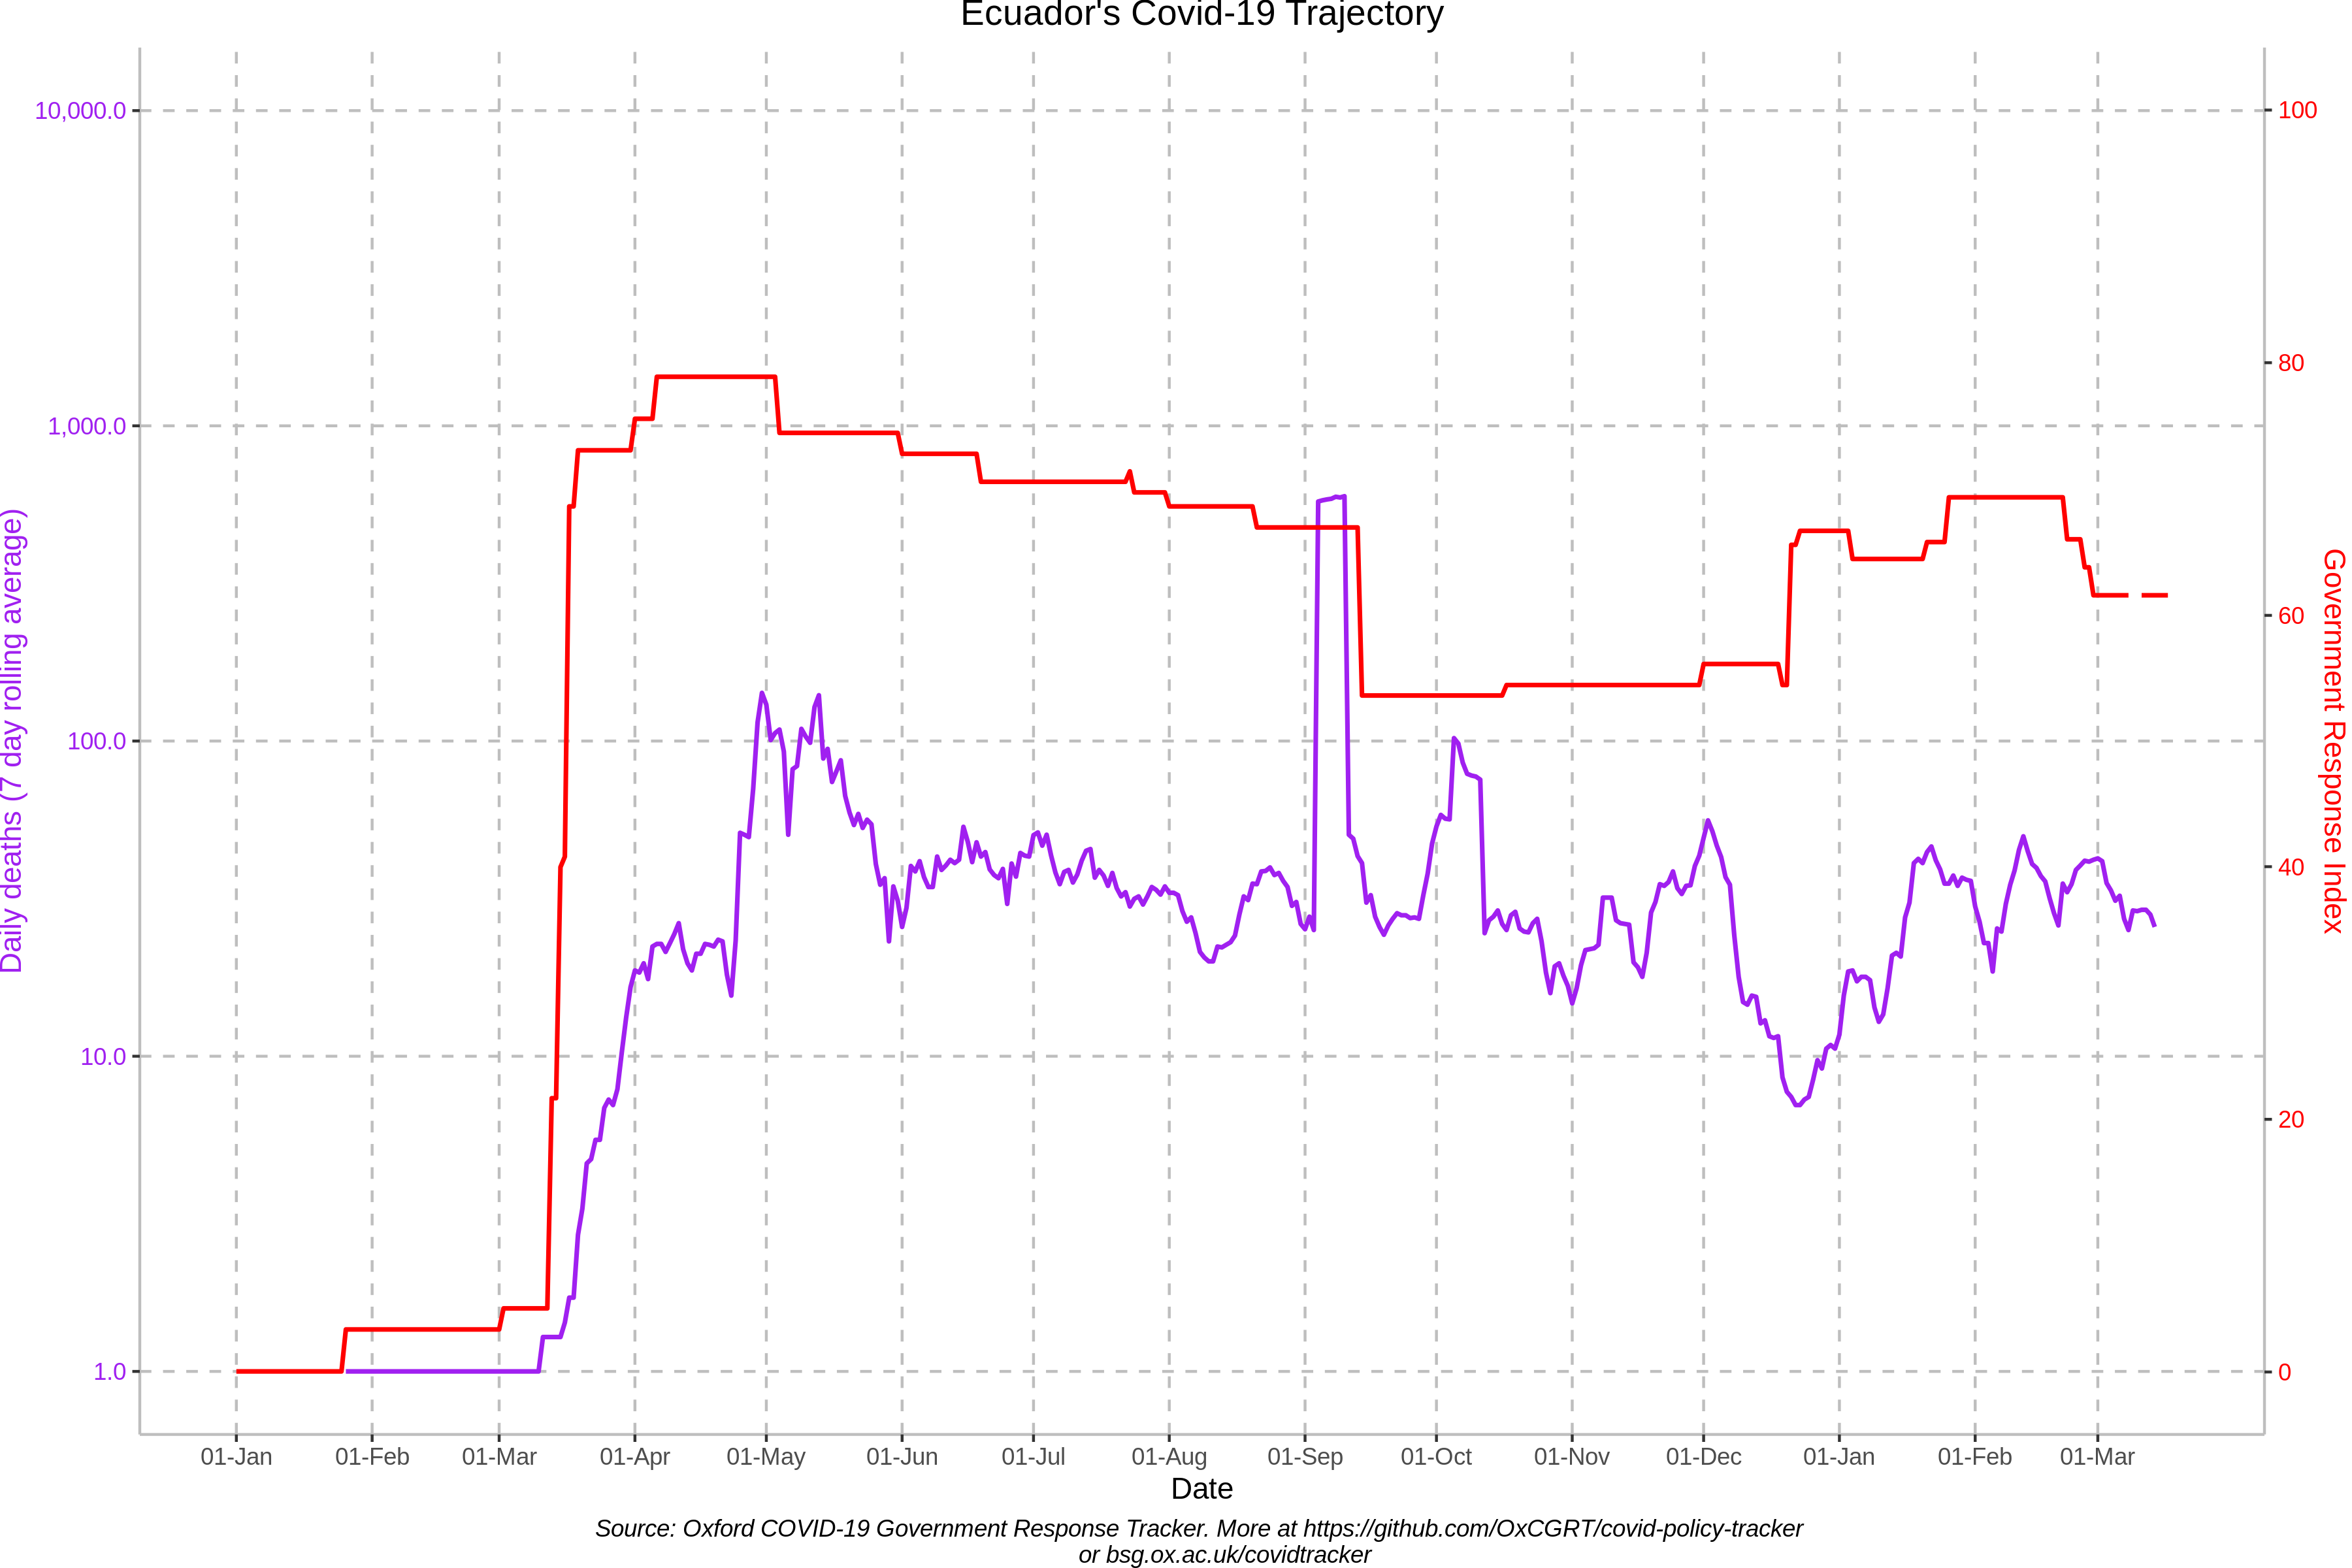 Ecuador's Covid-19 Trajectory
10,000.0
1,000.0
100.0
10.0
1.0
Daily deaths (7 day rolling average)
100
80
60
40
20
0
Government Response Index
01-Jan
01-Feb
01-Mar
01-Apr
01-May
01-Jun
01-Jul
01-Aug
01-Sep
01-Oct
01-Nov
01-Dec
01-Jan
01-Feb
01-Mar
Date
Source: Oxford COVID-19 Government Response Tracker. More at https://github.com/OxCGRT/covid-policy-tracker
or bsg.ox.ac.uk/covidtracker